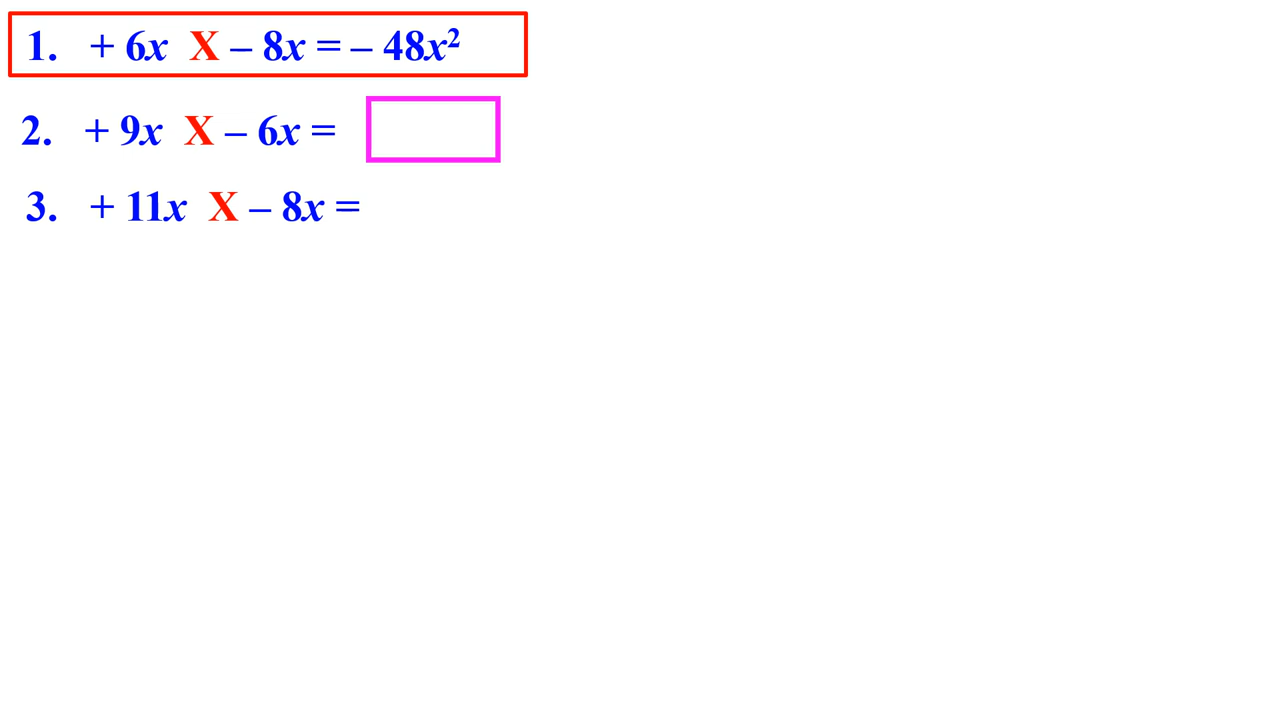 1. + 6x X – 8x = – 48x²
2. + 9x X – 6x =
3. + 11x X – 8x =